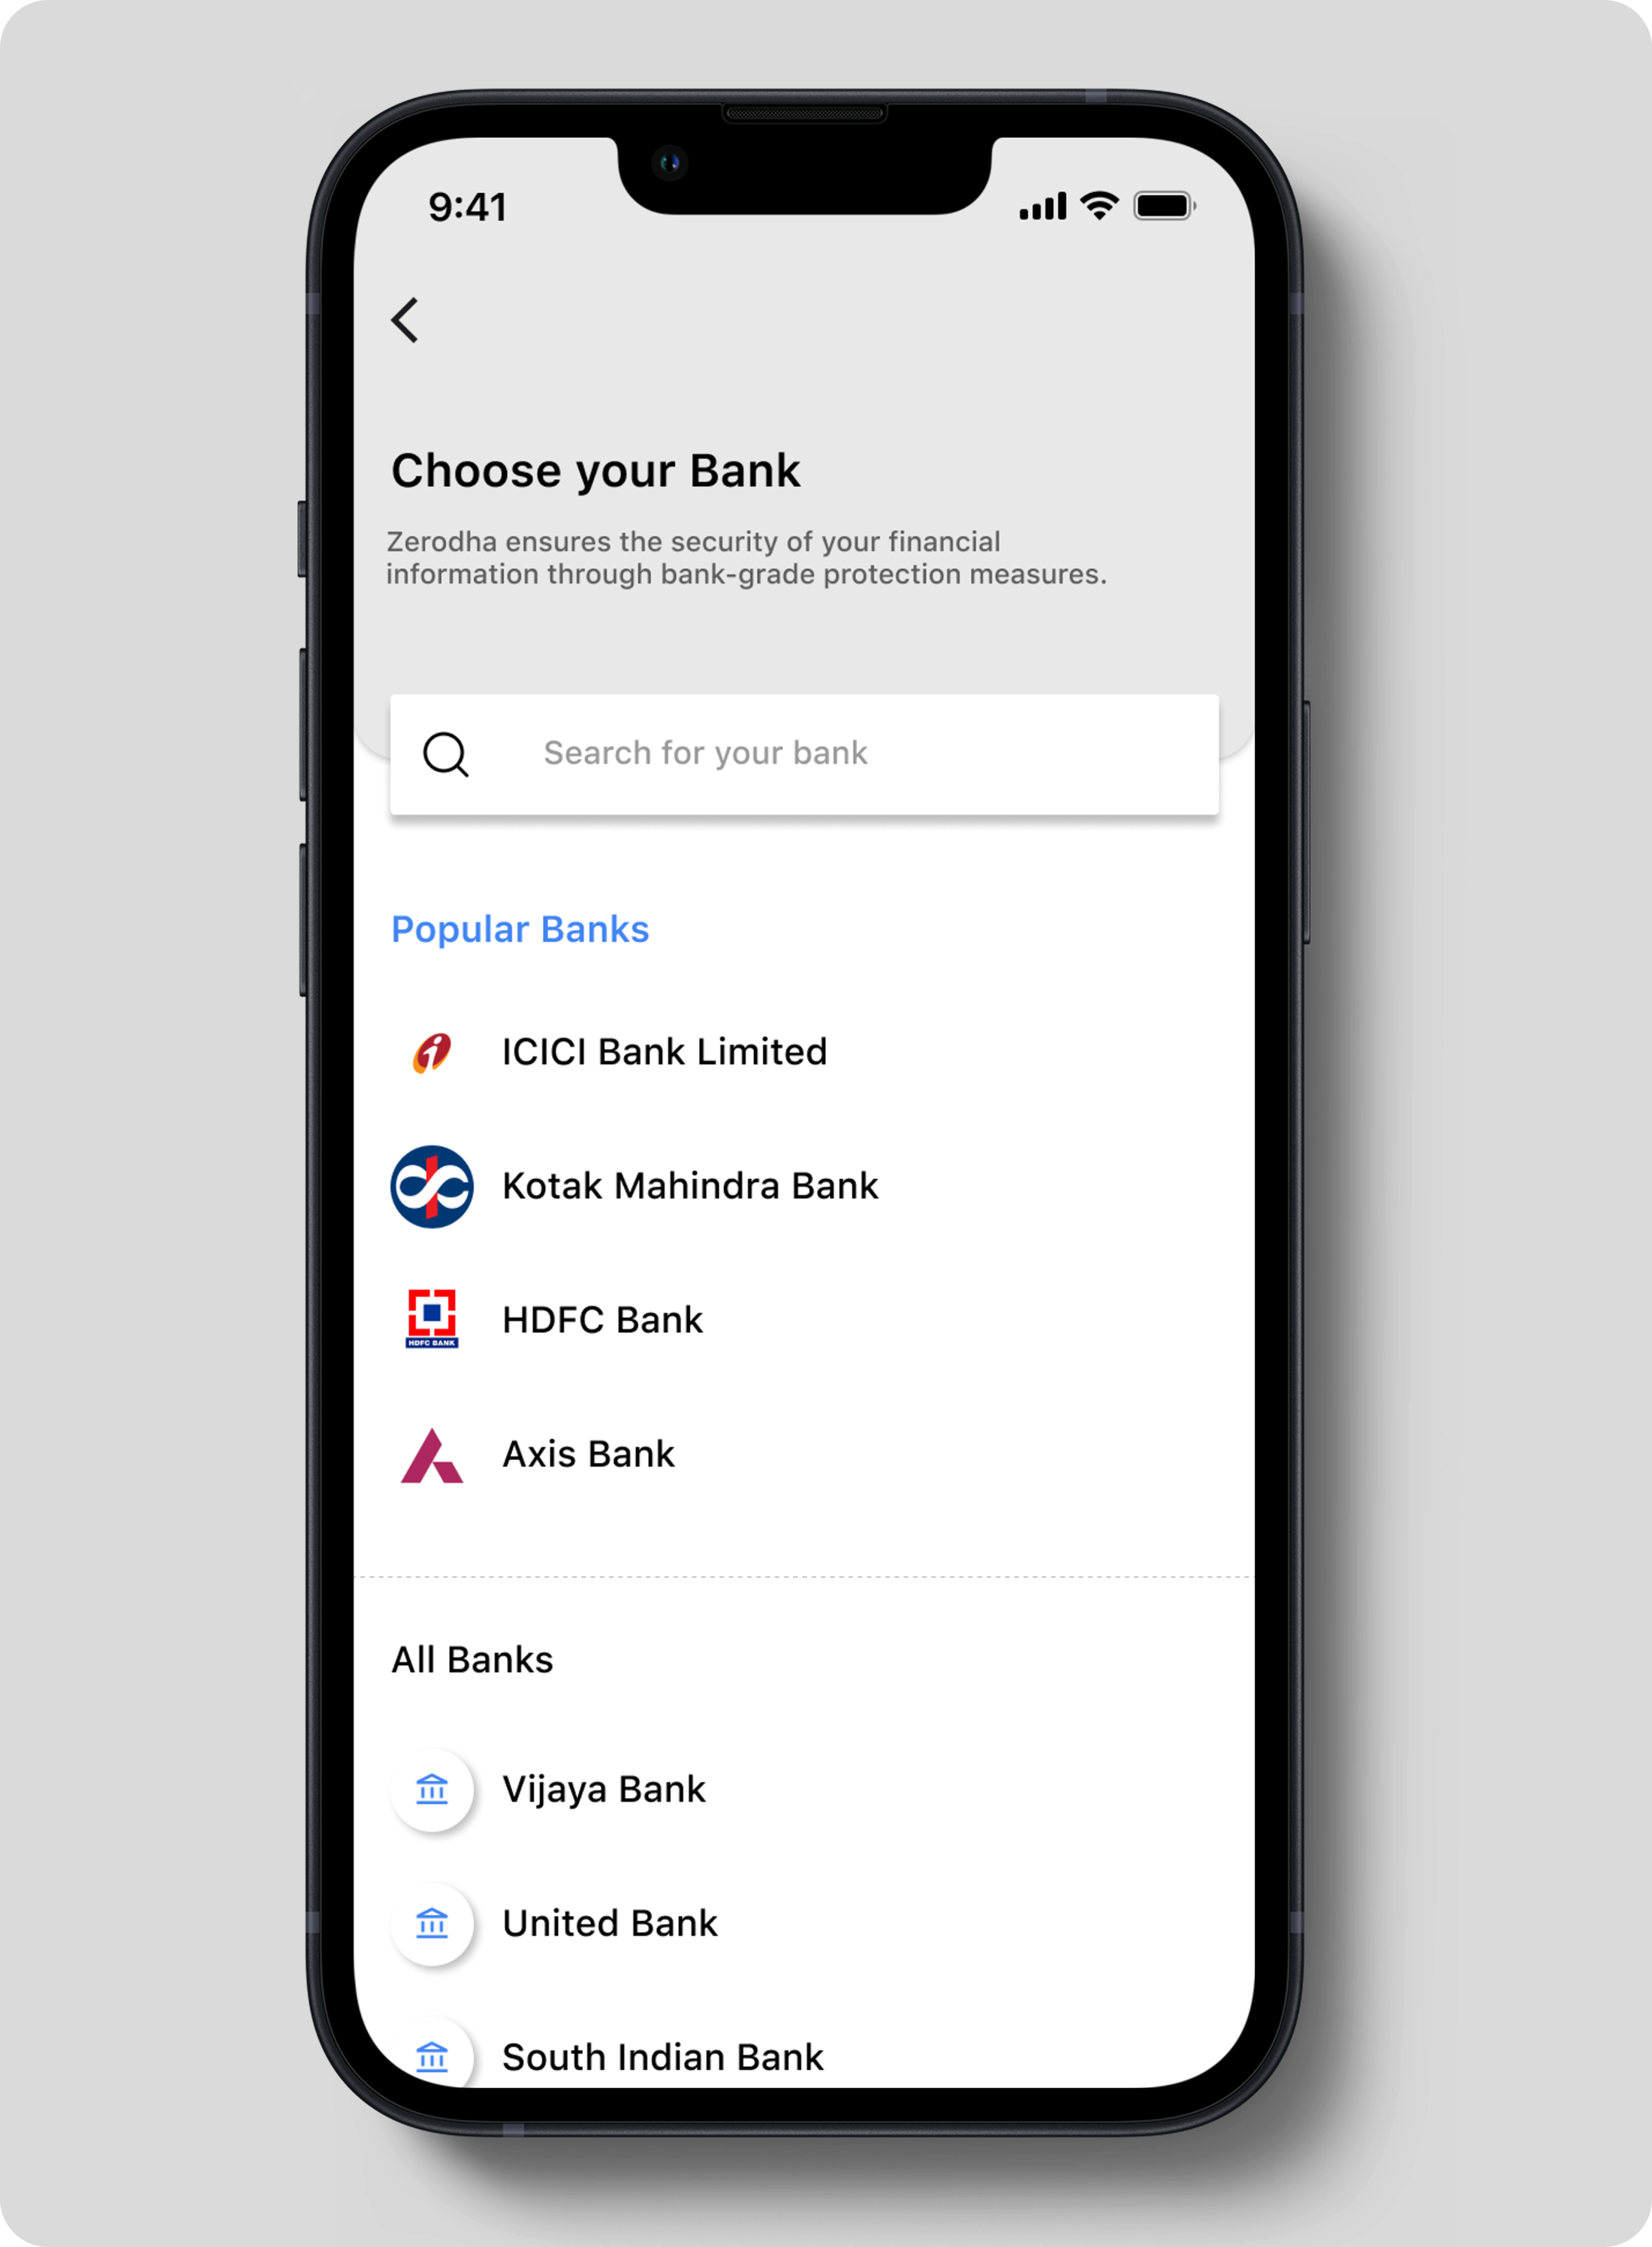 9:41
Choose your Bank
Zerodha ensures the security of your financial
information through bank-grade protection measures.
Search for your bank
Popular Banks
ICICI Bank Limited
Kotak Mahindra Bank
HDFC BANK
HDFC Bank
Axis Bank
All Banks
Vijaya Bank
United Bank
South Indian Bank